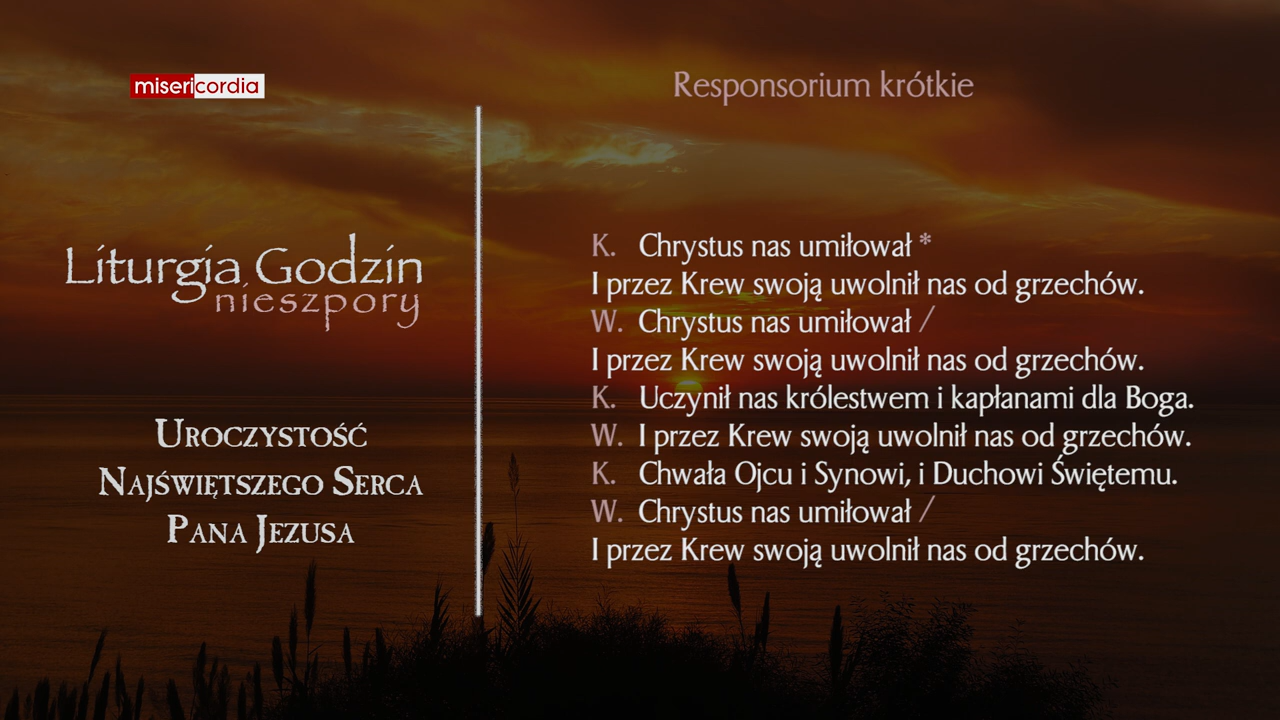 misericordia
Liturgia Godzin
nieszpory
Uroczystość
Najświętszego Serca
Pana Jezusa
Responsorium krótkie
K. Chrystus nas umiłował *
I przez Krew swoją uwolnił nas od grzechów.
W. Chrystus nas umiłował /
I przez Krew swoją uwolnił nas od grzechów.
K. Uczynił nas królestwem i kapłanami dla Boga.
W. I przez Krew swoją uwolnił nas od grzechów.
K. Chwała Ojcu i Synowi, i Duchowi Świętemu.
W. Chrystus nas umiłował /
I przez Krew swoją uwolnił nas od grzechów.